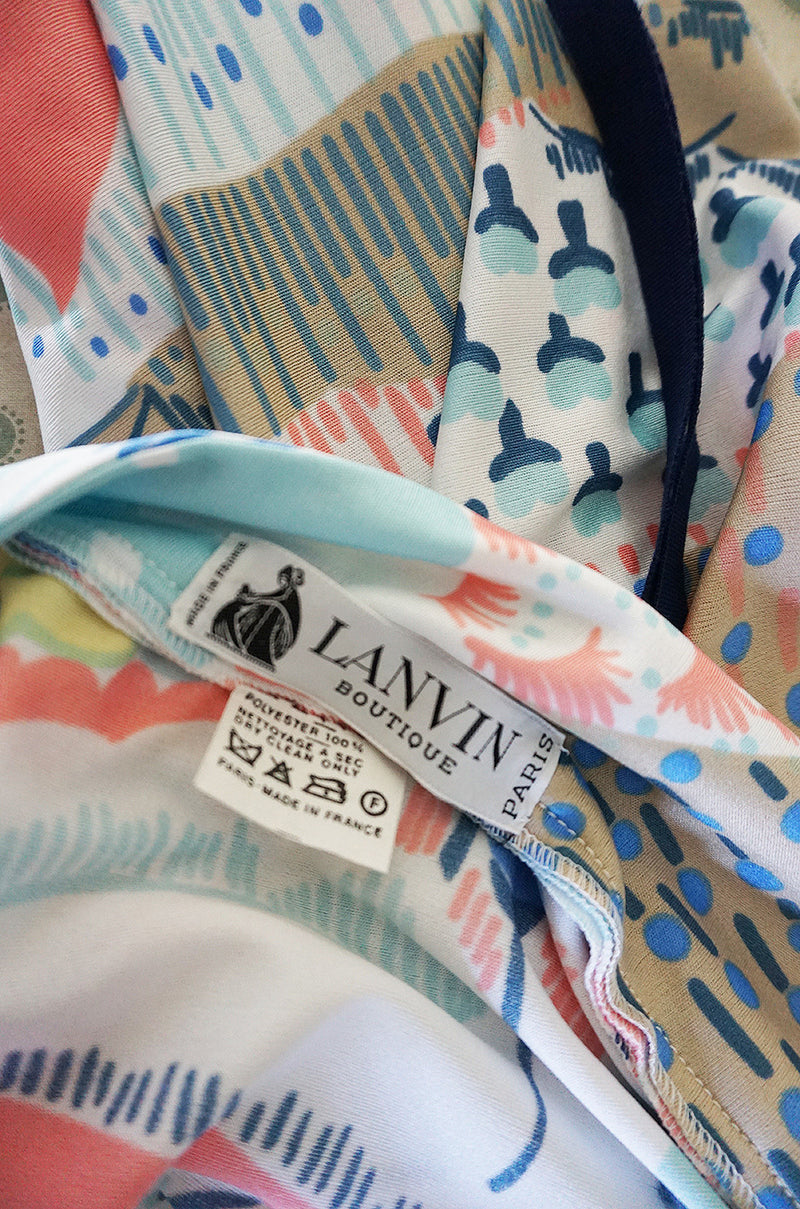 MADE IN FRANCE
LANVIN
BOUTIQUE
PARIS
POLYESTER 100%
NETTOYAGE A SEC
DRY CLEAN ONLY
F
PARIS-MADE IN FRANCE